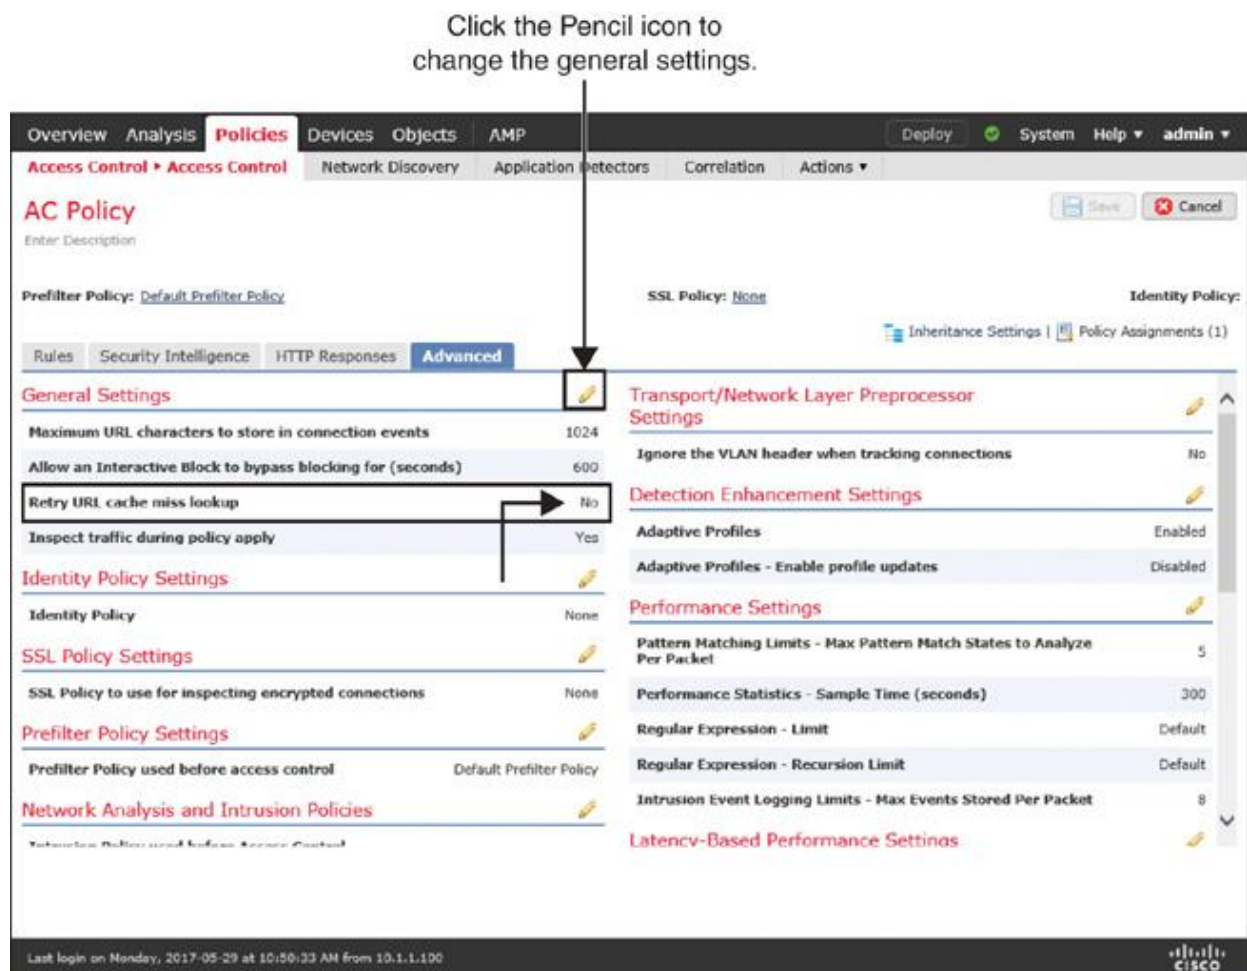 Click the Pencil icon to
change the general settings.
Overview Analysis Policies Devices Objects AMP Deploy System Help admin
Access Control Access Control Network Discovery Application Detectors Correlation Actions
AC Policy
Save Cancel
Enter Description
Prefilter Policy: Default Prefilter Policy SSL Policy: None Identity Policy:
Inheritance Settings | Policy Assignments (1)
Rules Security Intelligence HTTP Responses Advanced
General Settings
Maximum URL characters to store in connection events 1024
Allow an Interactive Block to bypass blocking for (seconds) 600
Retry URL cache miss lookup No
Inspect traffic during policy apply Yes
Identity Policy Settings
Identity Policy None
SSL Policy Settings
SSL Policy to use for inspecting encrypted connections None
Prefilter Policy Settings
Prefilter Policy used before access control Default Prefilter Policy
Network Analysis and Intrusion Policies
Intrusion Policy used before Access Control
Transport/Network Layer Preprocessor
Settings
Ignore the VLAN header when tracking connections No
Detection Enhancement Settings
Adaptive Profiles Enabled
Adaptive Profiles - Enable profile updates Disabled
Performance Settings
Pattern Matching Limits - Max Pattern Match States to Analyze
Per Packet 5
Performance Statistics - Sample Time (seconds) 300
Regular Expression - Limit Default
Regular Expression - Recursion Limit Default
Intrusion Event Logging Limits - Max Events Stored Per Packet 8
Latency-Based Performance Settings
Last login on Monday, 2017-05-29 at 10:50:33 AM from 10.1.1.100
CISCO